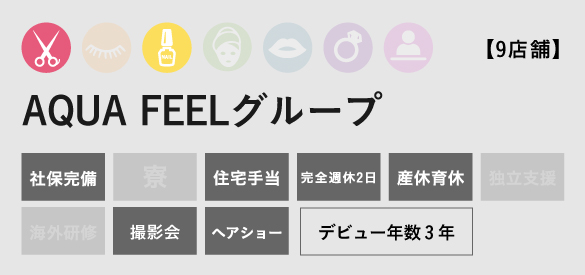 【9店舗】
AQUA FEELグループ
社保完備 寮 住宅手当 完全週休2日 産休育休 独立支援
海外研修 撮影会 ヘアショー デビュー年数3年